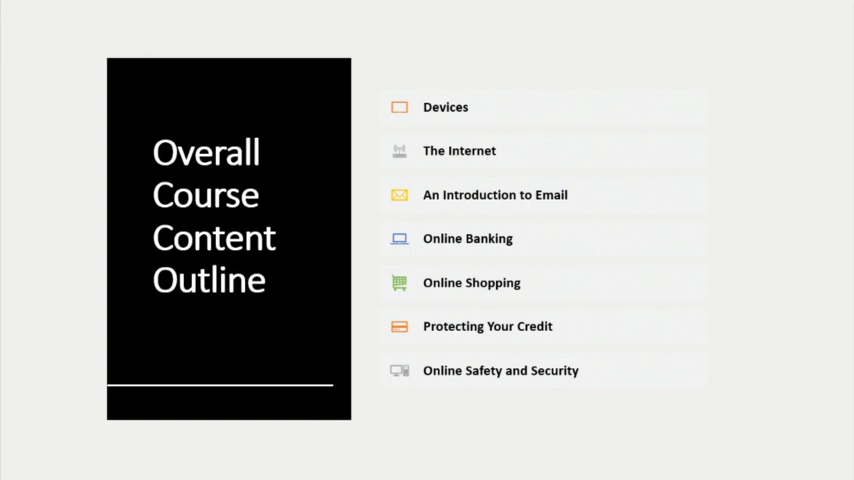 Overall
Course
Content
Outline
Devices
The Internet
An Introduction to Email
Online Banking
Online Shopping
Protecting Your Credit
Online Safety and Security